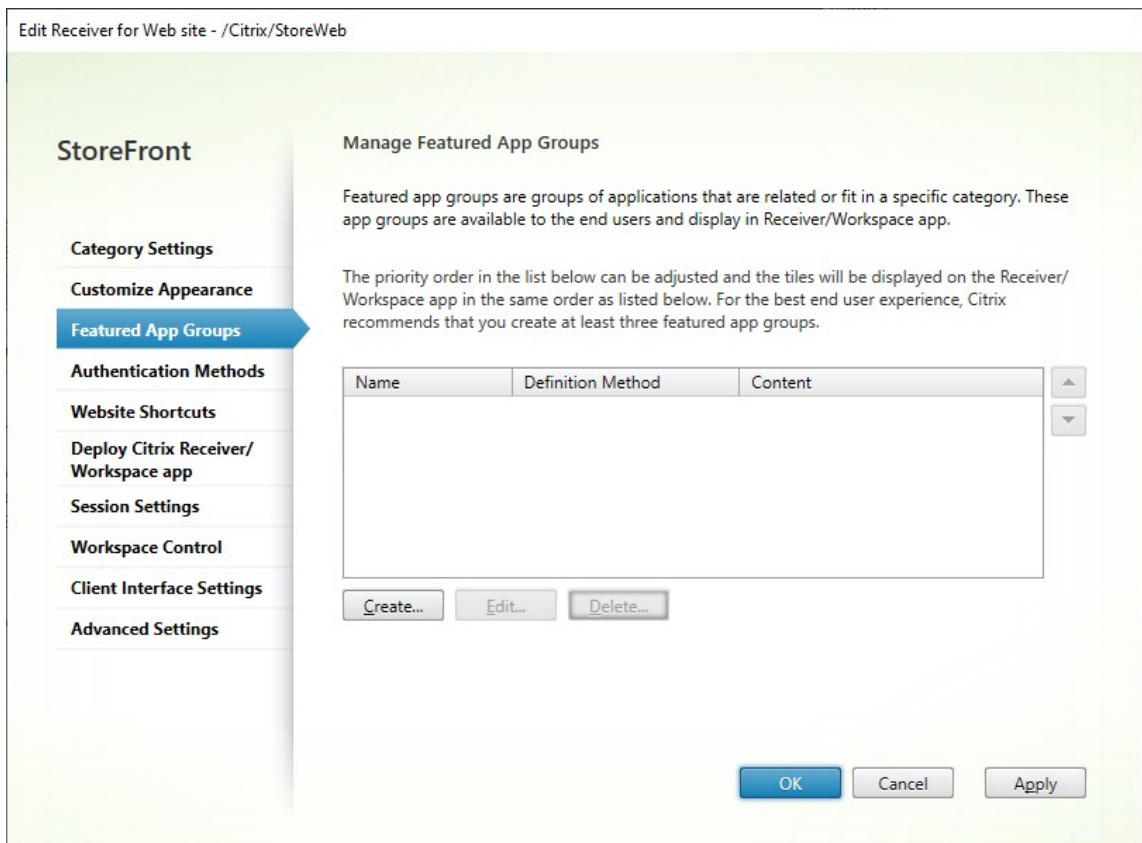 Edit Receiver for Web site - /Citrix/StoreWeb
StoreFront
Category Settings
Customize Appearance
Featured App Groups
Authentication Methods
Website Shortcuts
Deploy Citrix Receiver/
Workspace app
Session Settings
Workspace Control
Client Interface Settings
Advanced Settings
Manage Featured App Groups
Featured app groups are groups of applications that are related or fit in a specific category. These
app groups are available to the end users and display in Receiver/Workspace app.
The priority order in the list below can be adjusted and the tiles will be displayed on the Receiver/
Workspace app in the same order as listed below. For the best end user experience, Citrix
recommends that you create at least three featured app groups.
Name Definition Method Content
Create... Edit... Delete...
OK Cancel Apply